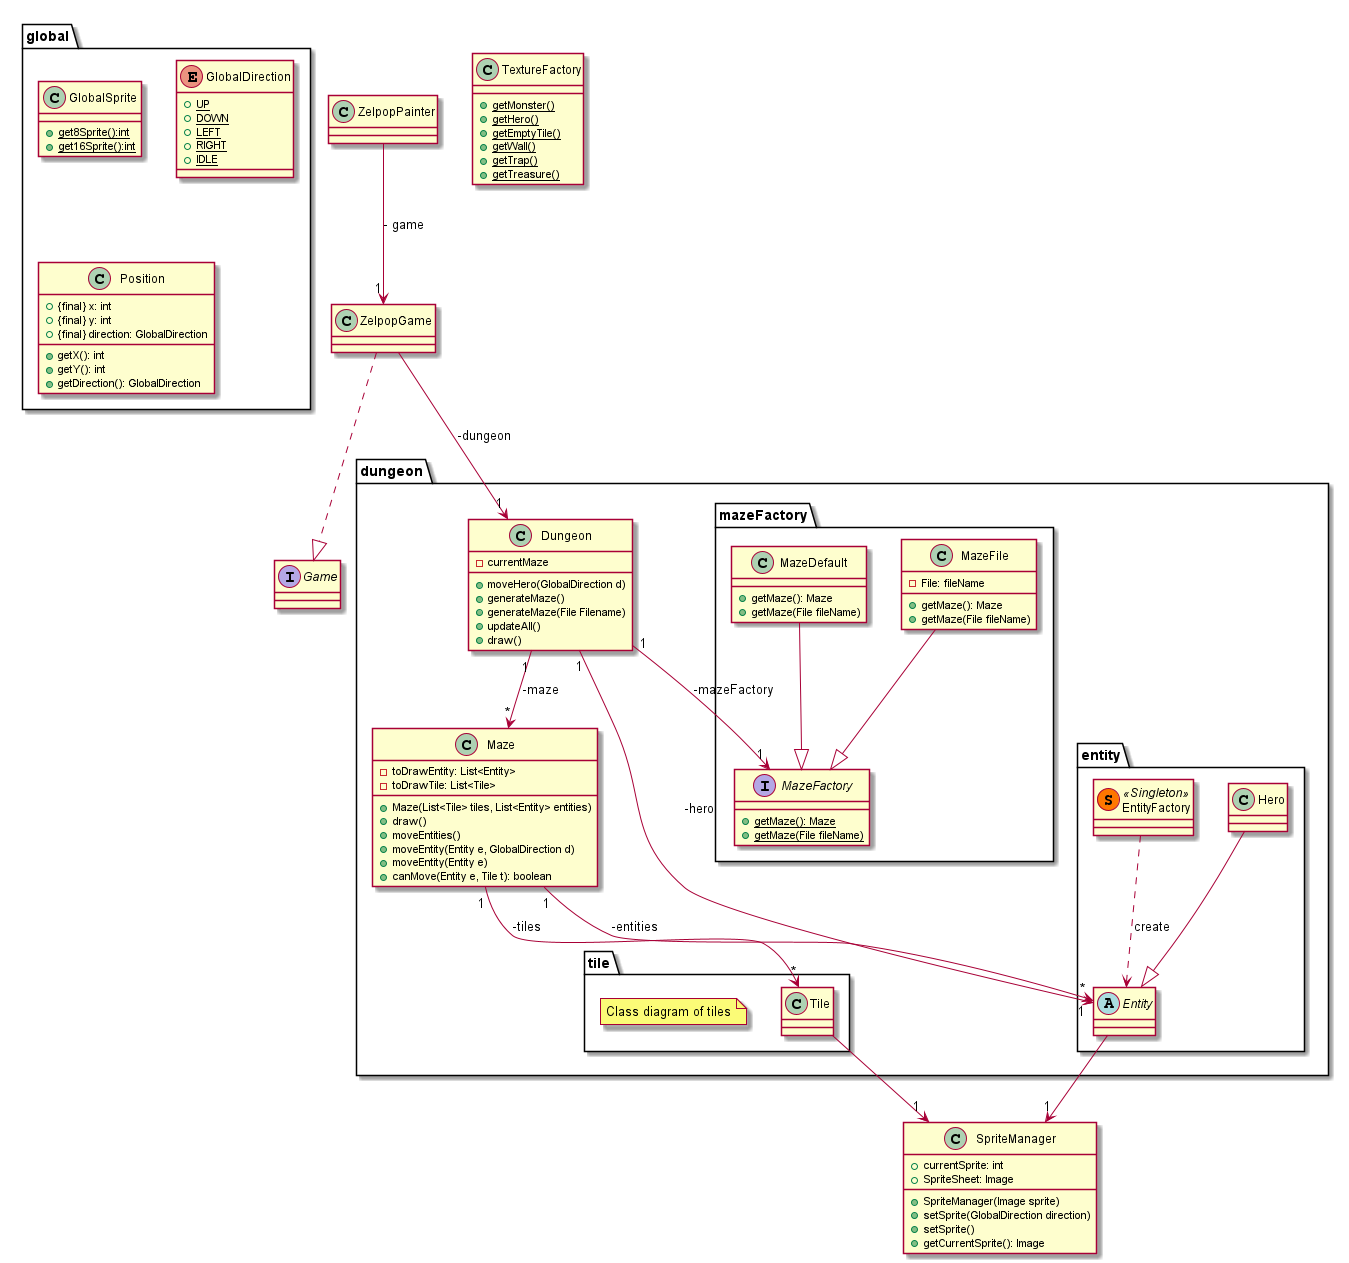 global
C GlobalSprite
get8Sprite():int
get16Sprite():int
E GlobalDirection
UP
DOWN
LEFT
RIGHT
IDLE
C Position
{final} x: int
{final} y: int
{final} direction: GlobalDirection
getX(): int
getY(): int
getDirection(): GlobalDirection
C ZelpopPainter
C TextureFactory
getMonster()
getHero()
getEmptyTile()
getWall()
getTrap()
getTreasure()
- game
1
C ZelpopGame
-dungeon
1
I Game
dungeon
C Dungeon
currentMaze
moveHero(GlobalDirection d)
generateMaze()
generateMaze(File Filename)
updateAll()
draw()
mazeFactory
C MazeDefault
getMaze(): Maze
getMaze(File fileName)
C MazeFile
File: fileName
getMaze(): Maze
getMaze(File fileName)
1
1
1
-maze
-mazeFactory
*
1
C Maze
toDrawEntity: List<Entity>
toDrawTile: List<Tile>
Maze(List<Tile> tiles, List<Entity> entities)
draw()
moveEntities()
moveEntity(Entity e, GlobalDirection d)
moveEntity(Entity e)
canMove(Entity e, Tile t): boolean
-hero
I MazeFactory
getMaze(): Maze
getMaze(File fileName)
entity
S «Singleton»
EntityFactory
C Hero
1
1
-tiles
-entities
create
*
*
1
tile
Class diagram of tiles
C Tile
A Entity
1
1
C SpriteManager
currentSprite: int
SpriteSheet: Image
SpriteManager(Image sprite)
setSprite(GlobalDirection direction)
setSprite()
getCurrentSprite(): Image